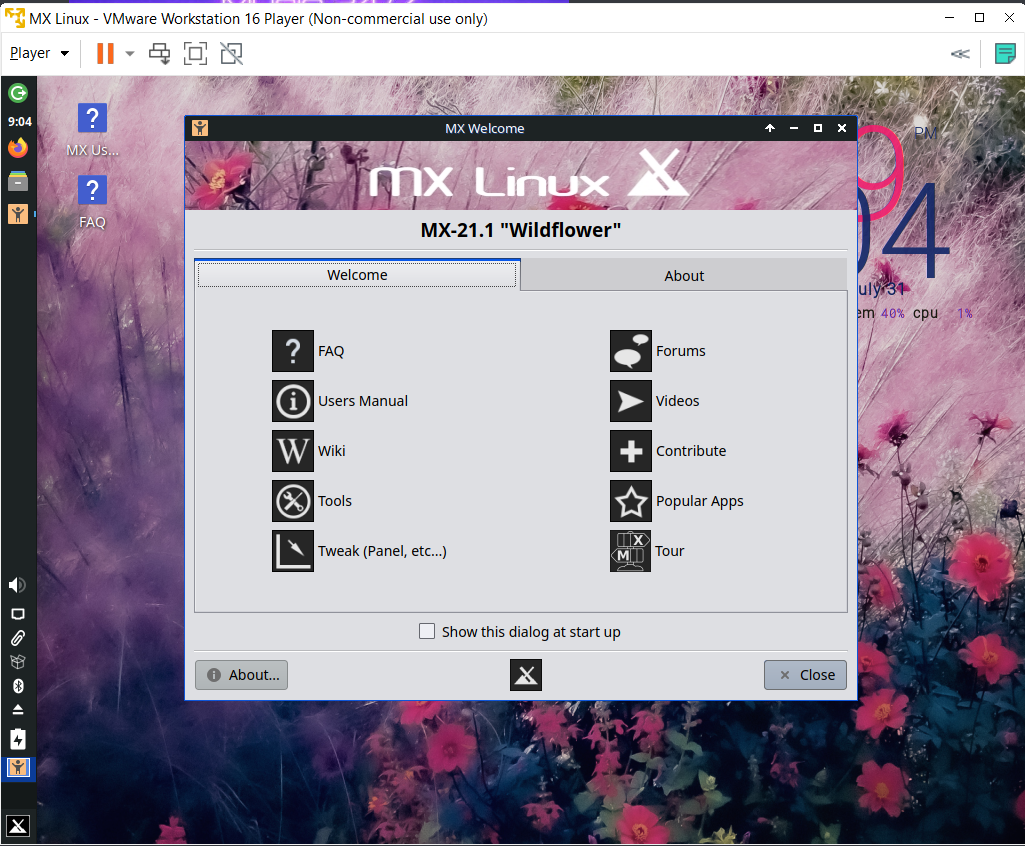 MX Linux - VMware Workstation 16 Player (Non-commercial use only)
Player
9:04
MX Us...
FAQ
MX Welcome
MX Linux
MX-21.1 "Wildflower"
Welcome
About
FAQ
Forums
Users Manual
Videos
W
Wiki
Contribute
Tools
Popular Apps
Tweak (Panel, etc...)
X
M
Tour
Show this dialog at start up
About...
Close
PM
9
04
uly 31
em 40% cpu 1%